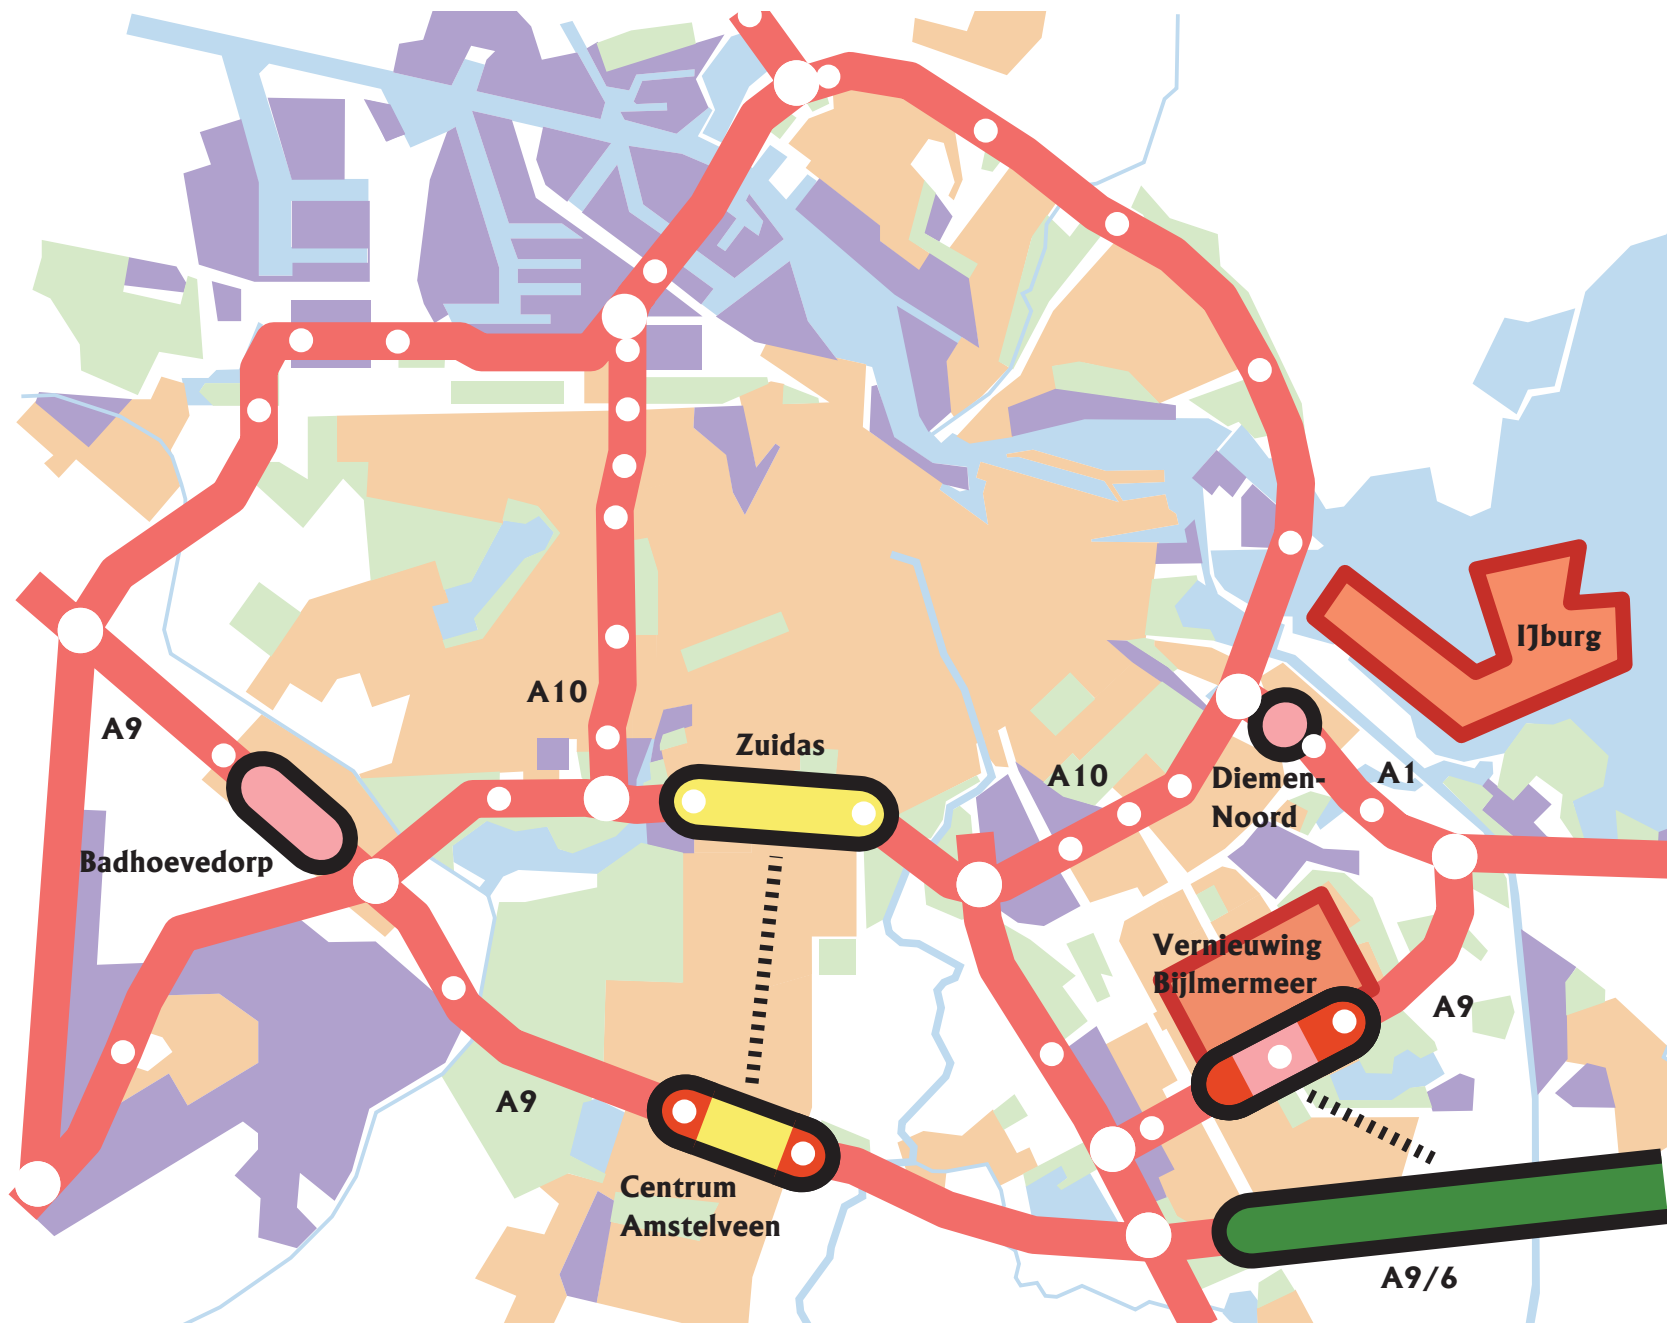 IJburg
A10
A9
Zuidas
A10
A1
Diemen-
Noord
Badhoevedorp
Vernieuwing
Bijlmermeer
A9
A9
Centrum
Amstelveen
A9/6